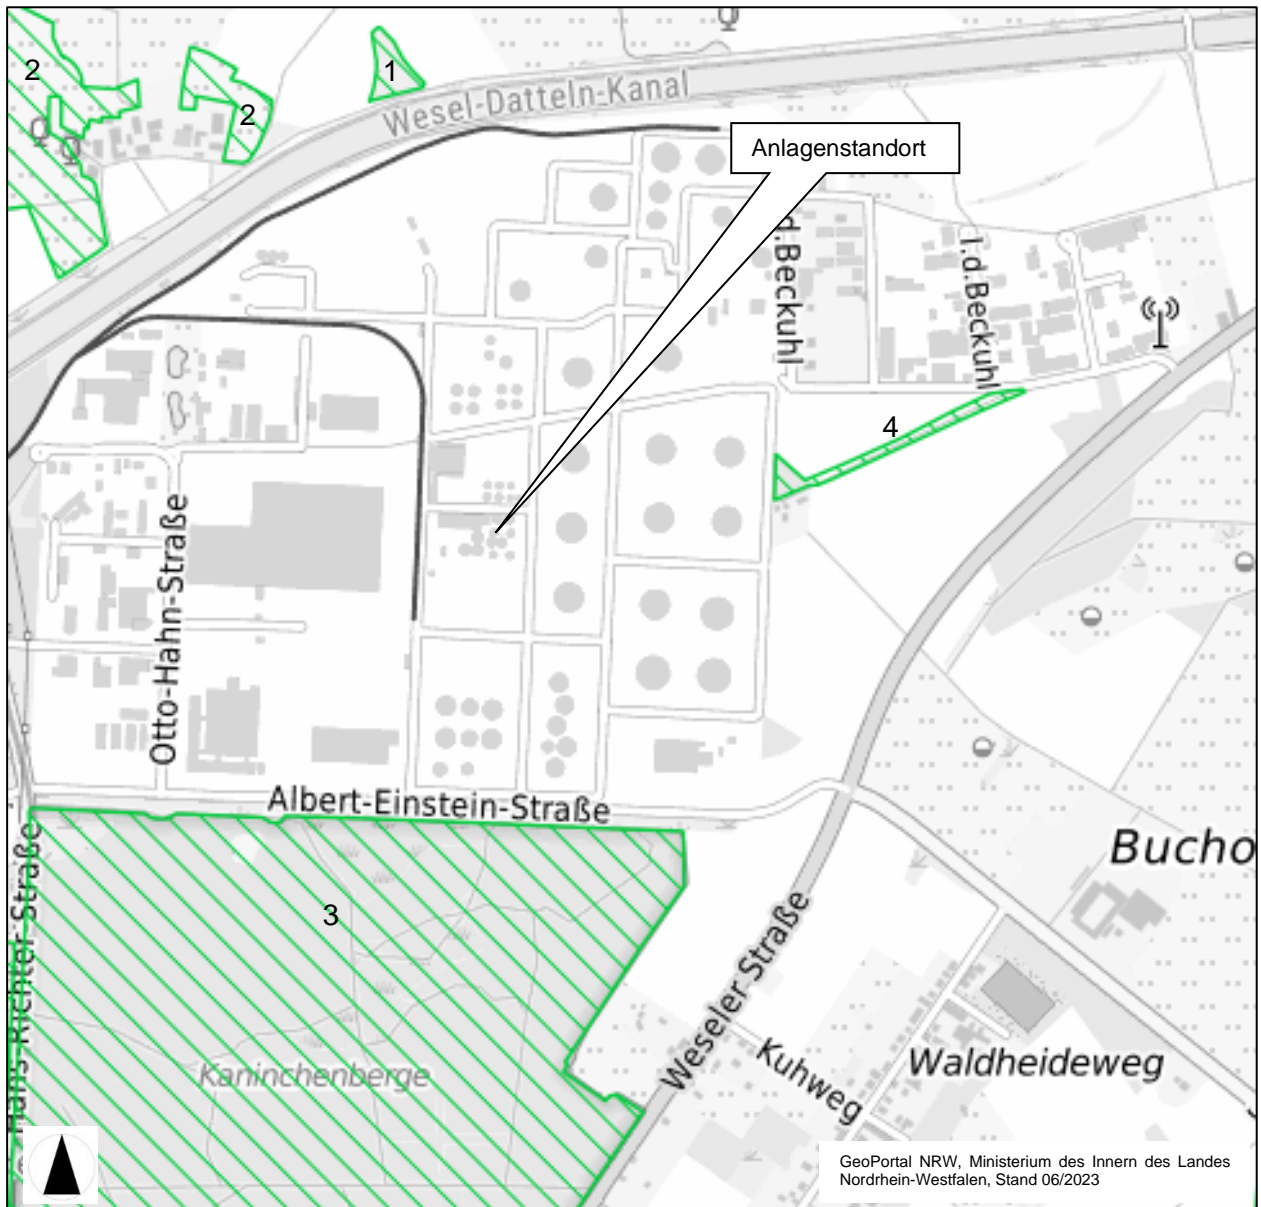 2
1
2
Wesel-Datteln-Kanal
Anlagenstandort
d.Beckuhl
I.d.Beckuhl
4
Otto-Hahn-Straße
Albert-Einstein-Straße
Bucho
3
Hans-Richter-Straße
Weseler Straße
Kaninchenberge
Kuhweg
Waldheideweg
GeoPortal NRW, Ministerium des Innern des Landes
Nordrhein-Westfalen, Stand 06/2023